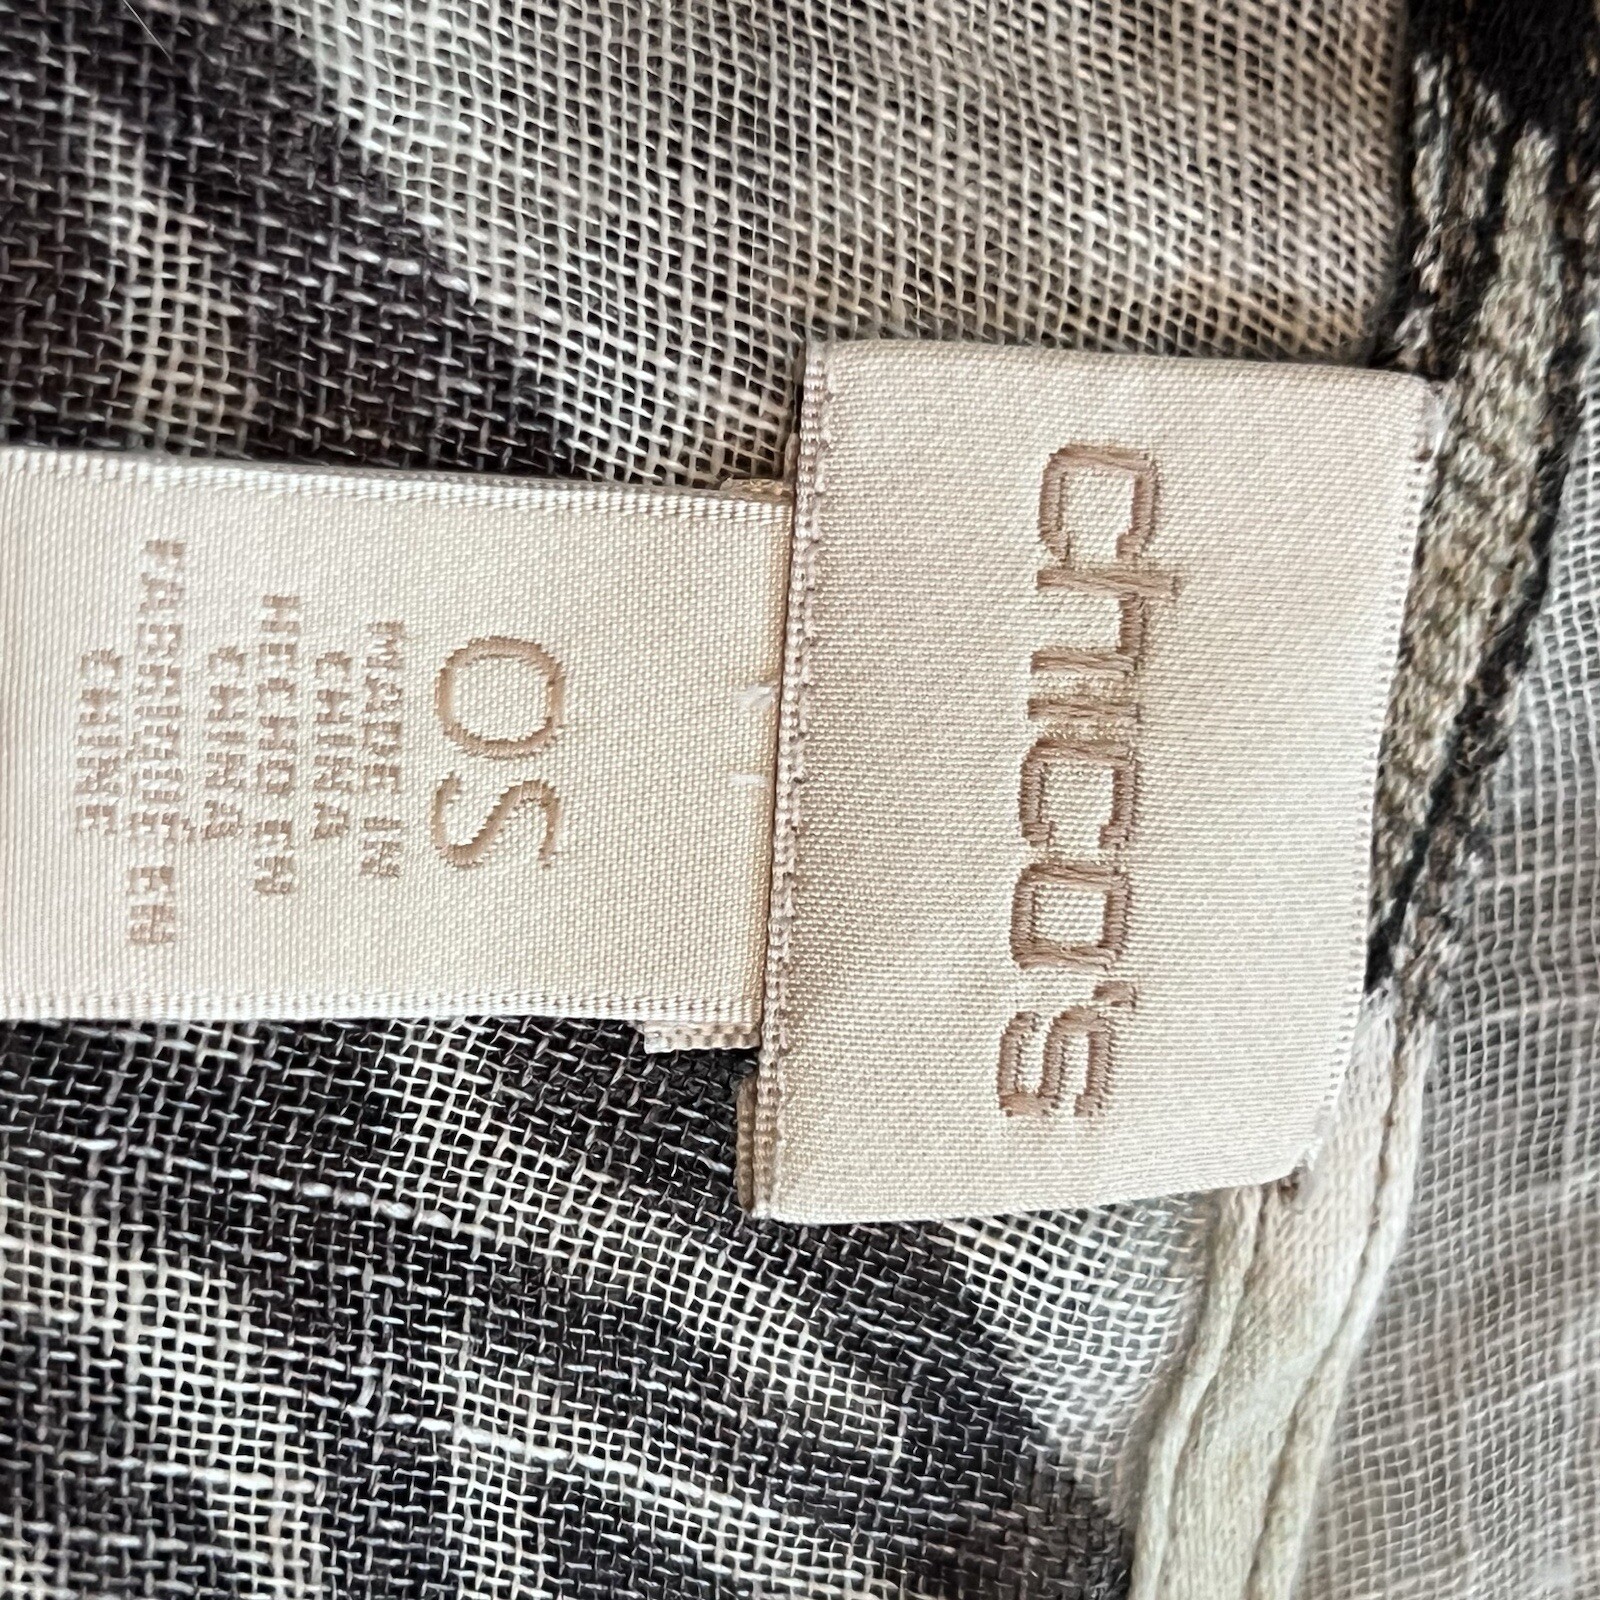 chico's
OS
MADE IN
CHINA
HECHO EN
CHINA
FABRIQUÉ EN
CHINE